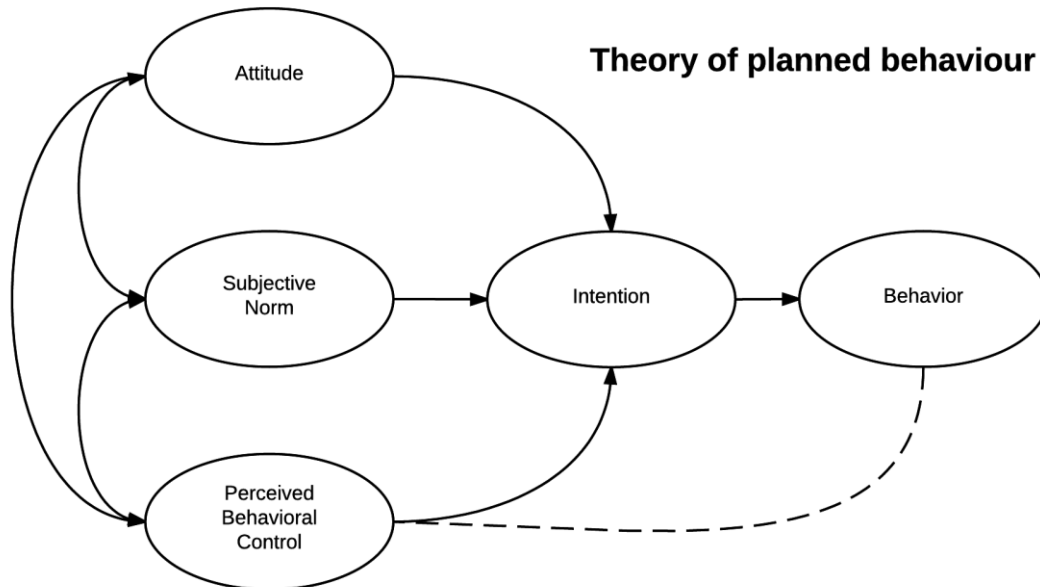 Theory of planned behaviour
Attitude
Subjective
Norm
Intention
Behavior
Perceived
Behavioral
Control